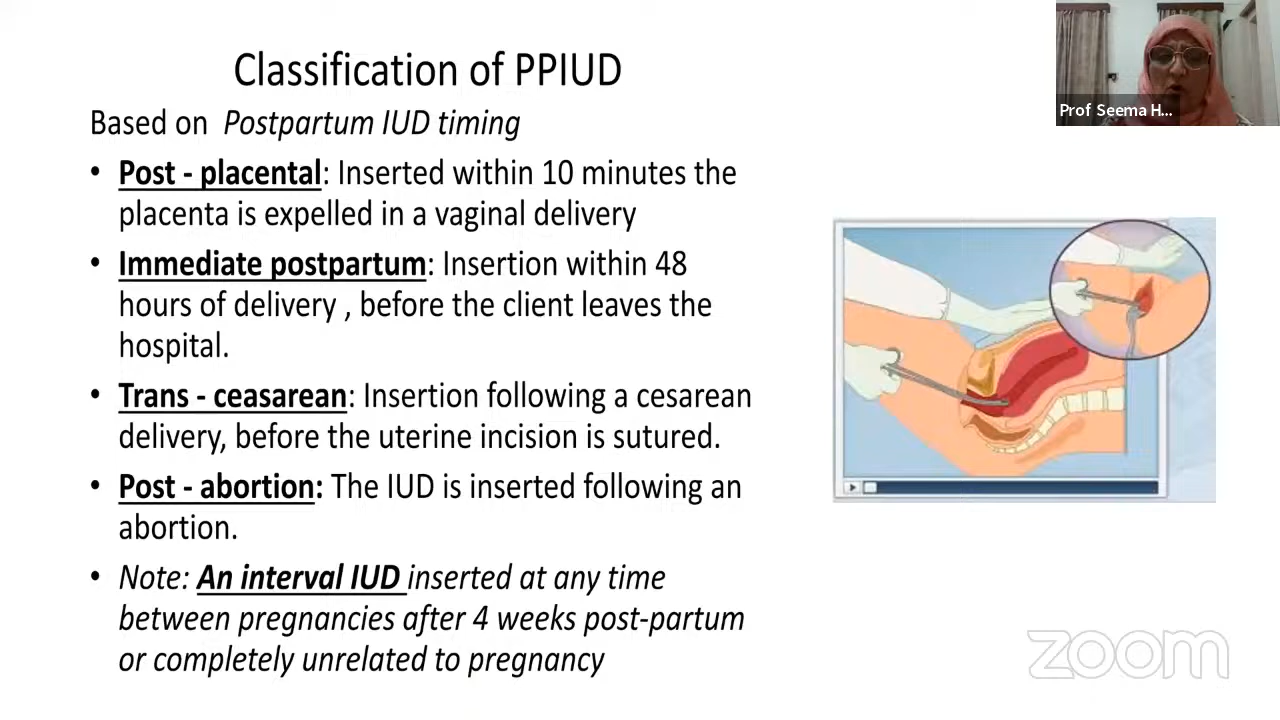 Classification of PPIUD
Based on Postpartum IUD timing
• Post - placental: Inserted within 10 minutes the
placenta is expelled in a vaginal delivery
• Immediate postpartum: Insertion within 48
hours of delivery , before the client leaves the
hospital.
• Trans - ceasarean: Insertion following a cesarean
delivery, before the uterine incision is sutured.
• Post - abortion: The IUD is inserted following an
abortion.
• Note: An interval IUD inserted at any time
between pregnancies after 4 weeks post-partum
or completely unrelated to pregnancy
Prof Seema H...
zoom